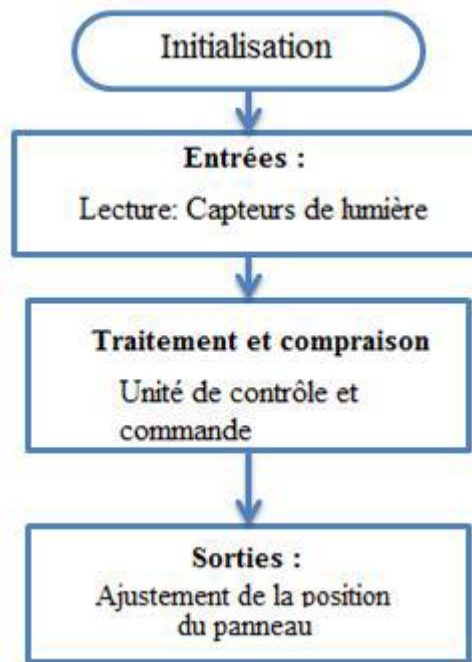 Initialisation
Entrées :
Lecture: Capteurs de lumière
Traitement et compraison
Unité de contrôle et
commande
Sorties :
Ajustement de la position
du panneau